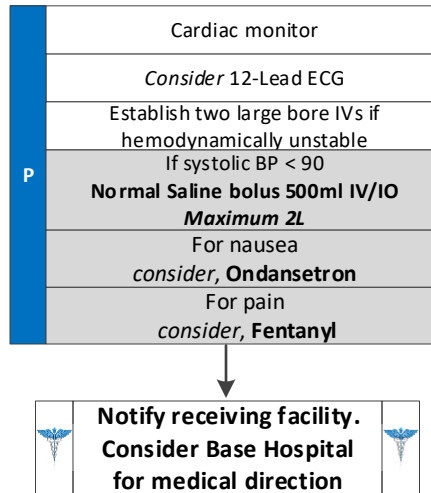 Cardiac monitor
Consider 12-Lead ECG
Establish two large bore IVs if
hemodynamically unstable
P
If systolic BP < 90
Normal Saline bolus 500ml IV/IO
Maximum 2L
For nausea
consider, Ondansetron
For pain
consider, Fentanyl
Notify receiving facility.
Consider Base Hospital
for medical direction